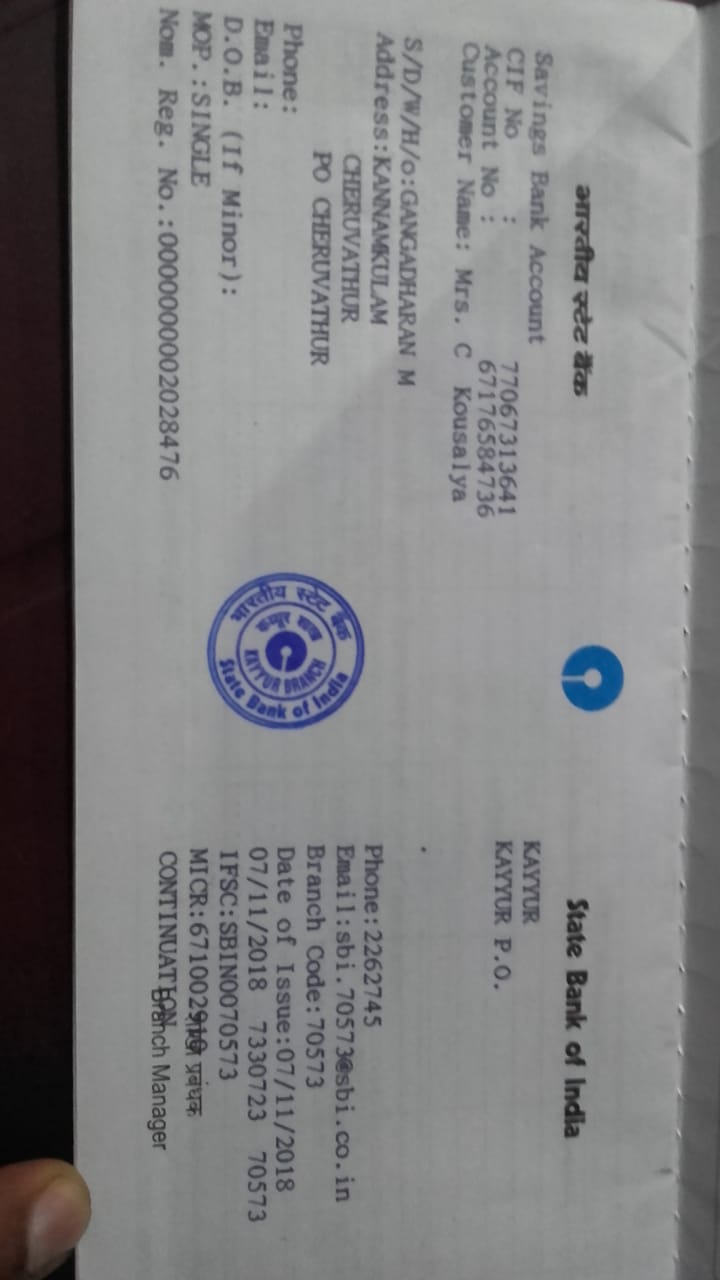 भारतीय स्टेट बैंक
State Bank of India
Savings Bank Account
CIF No : 77067313641
Account No : 67176584736
Customer Name: Mrs. C Kousalya
S/D/W/H/o:GANGADHARAN M
Address:KANNAMKULAM
CHERUVATHUR
PO CHERUVATHUR
Phone:
Email:
D.O.B. (If Minor):
MOP.:SINGLE
Nom. Reg. No.:0000000002028476
KAYYUR
KAYYUR P.O.
Phone:2262745
Email:sbi.70573@sbi.co.in
Branch Code:70573
Date of Issue:07/11/2018
07/11/2018 7330723 70573
IFSC:SBIN0070573
MICR:6710029
शाखा प्रबंधक
CONTINUATION
Branch Manager
भारतीय स्टेट बैंक
KAYYUR BRANCH
State Bank of India